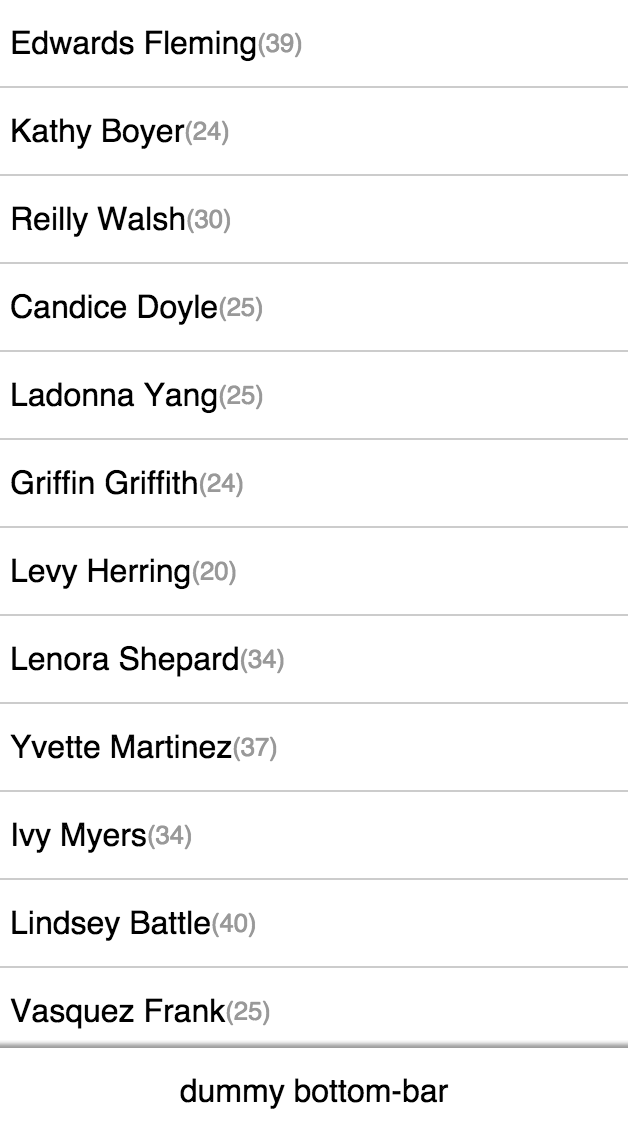 Edwards Fleming(39)
Kathy Boyer(24)
Reilly Walsh(30)
Candice Doyle(25)
Ladonna Yang(25)
Griffin Griffith(24)
Levy Herring(20)
Lenora Shepard(34)
Yvette Martinez(37)
Ivy Myers(34)
Lindsey Battle(40)
Vasquez Frank(25)
dummy bottom-bar